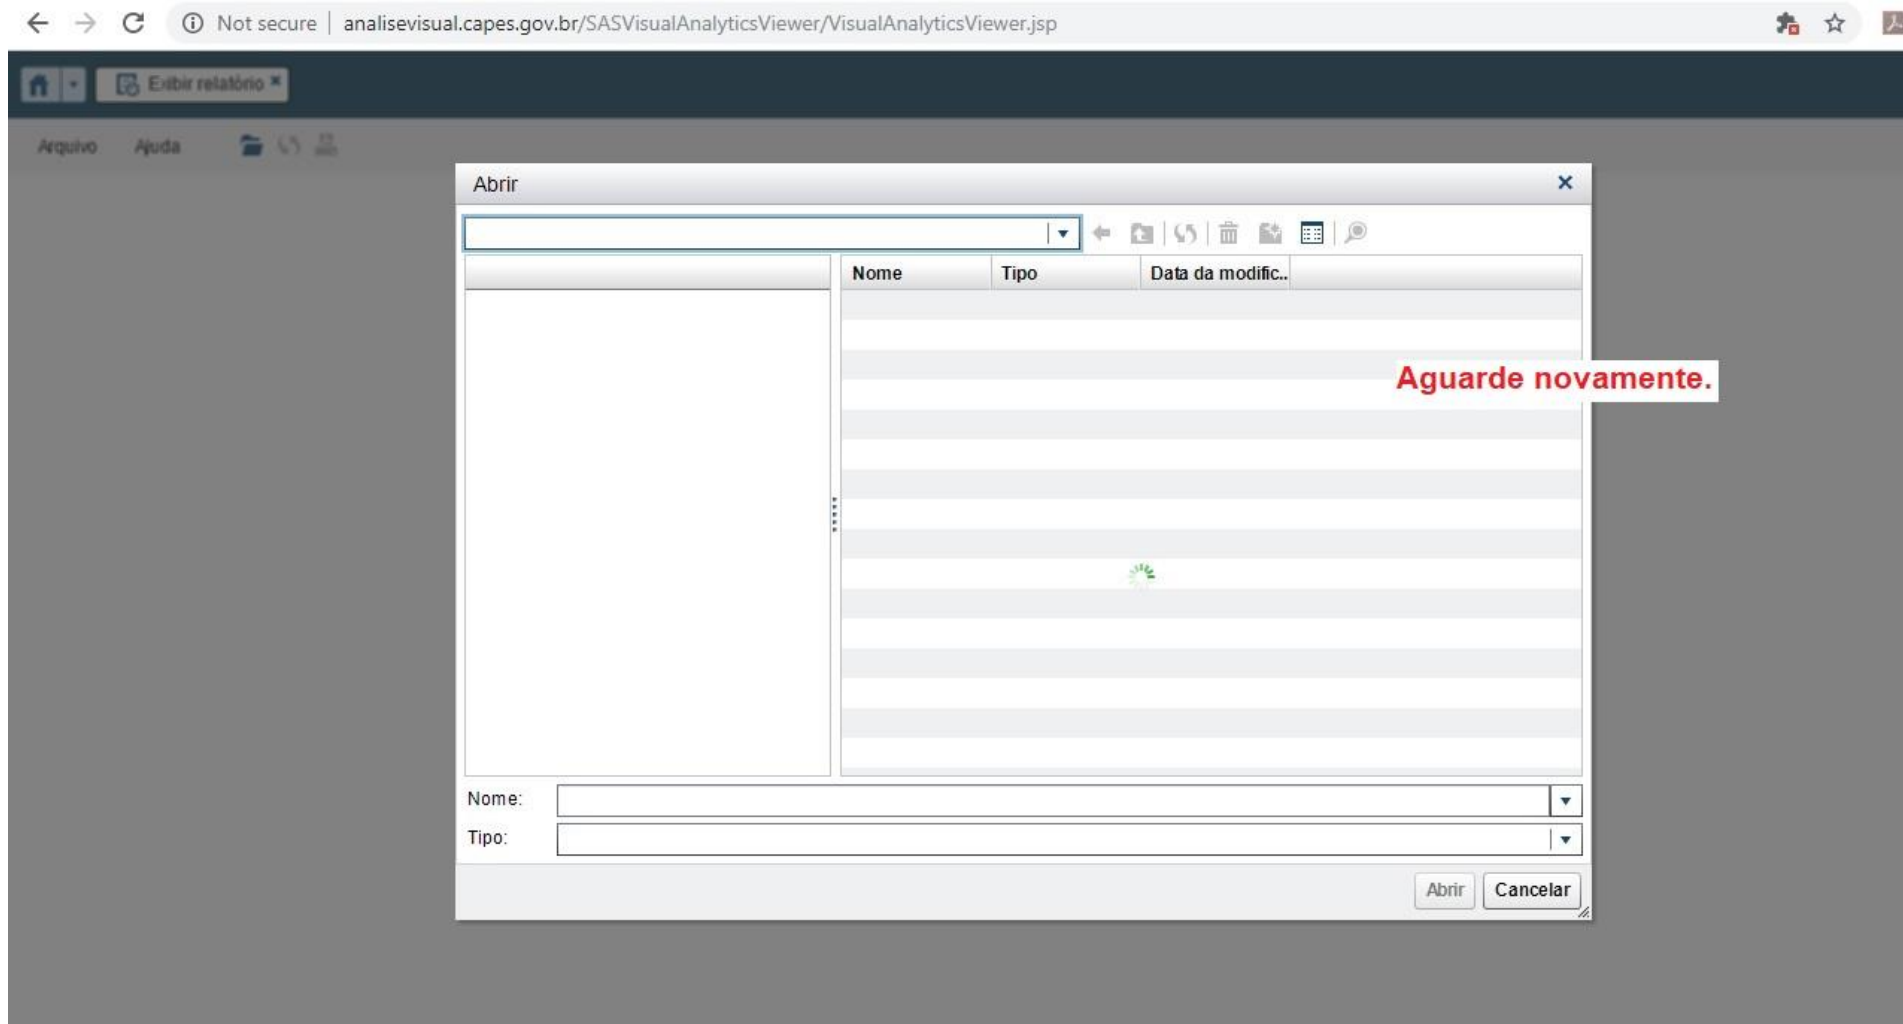 Not secure | analisevisual.capes.gov.br/SASVisualAnalyticsViewer/VisualAnalyticsViewer.jsp
Exibir relatório
Arquivo Ajuda
Abrir
Nome Tipo Data da modific..
Aguarde novamente.
Nome:
Tipo:
Abrir Cancelar